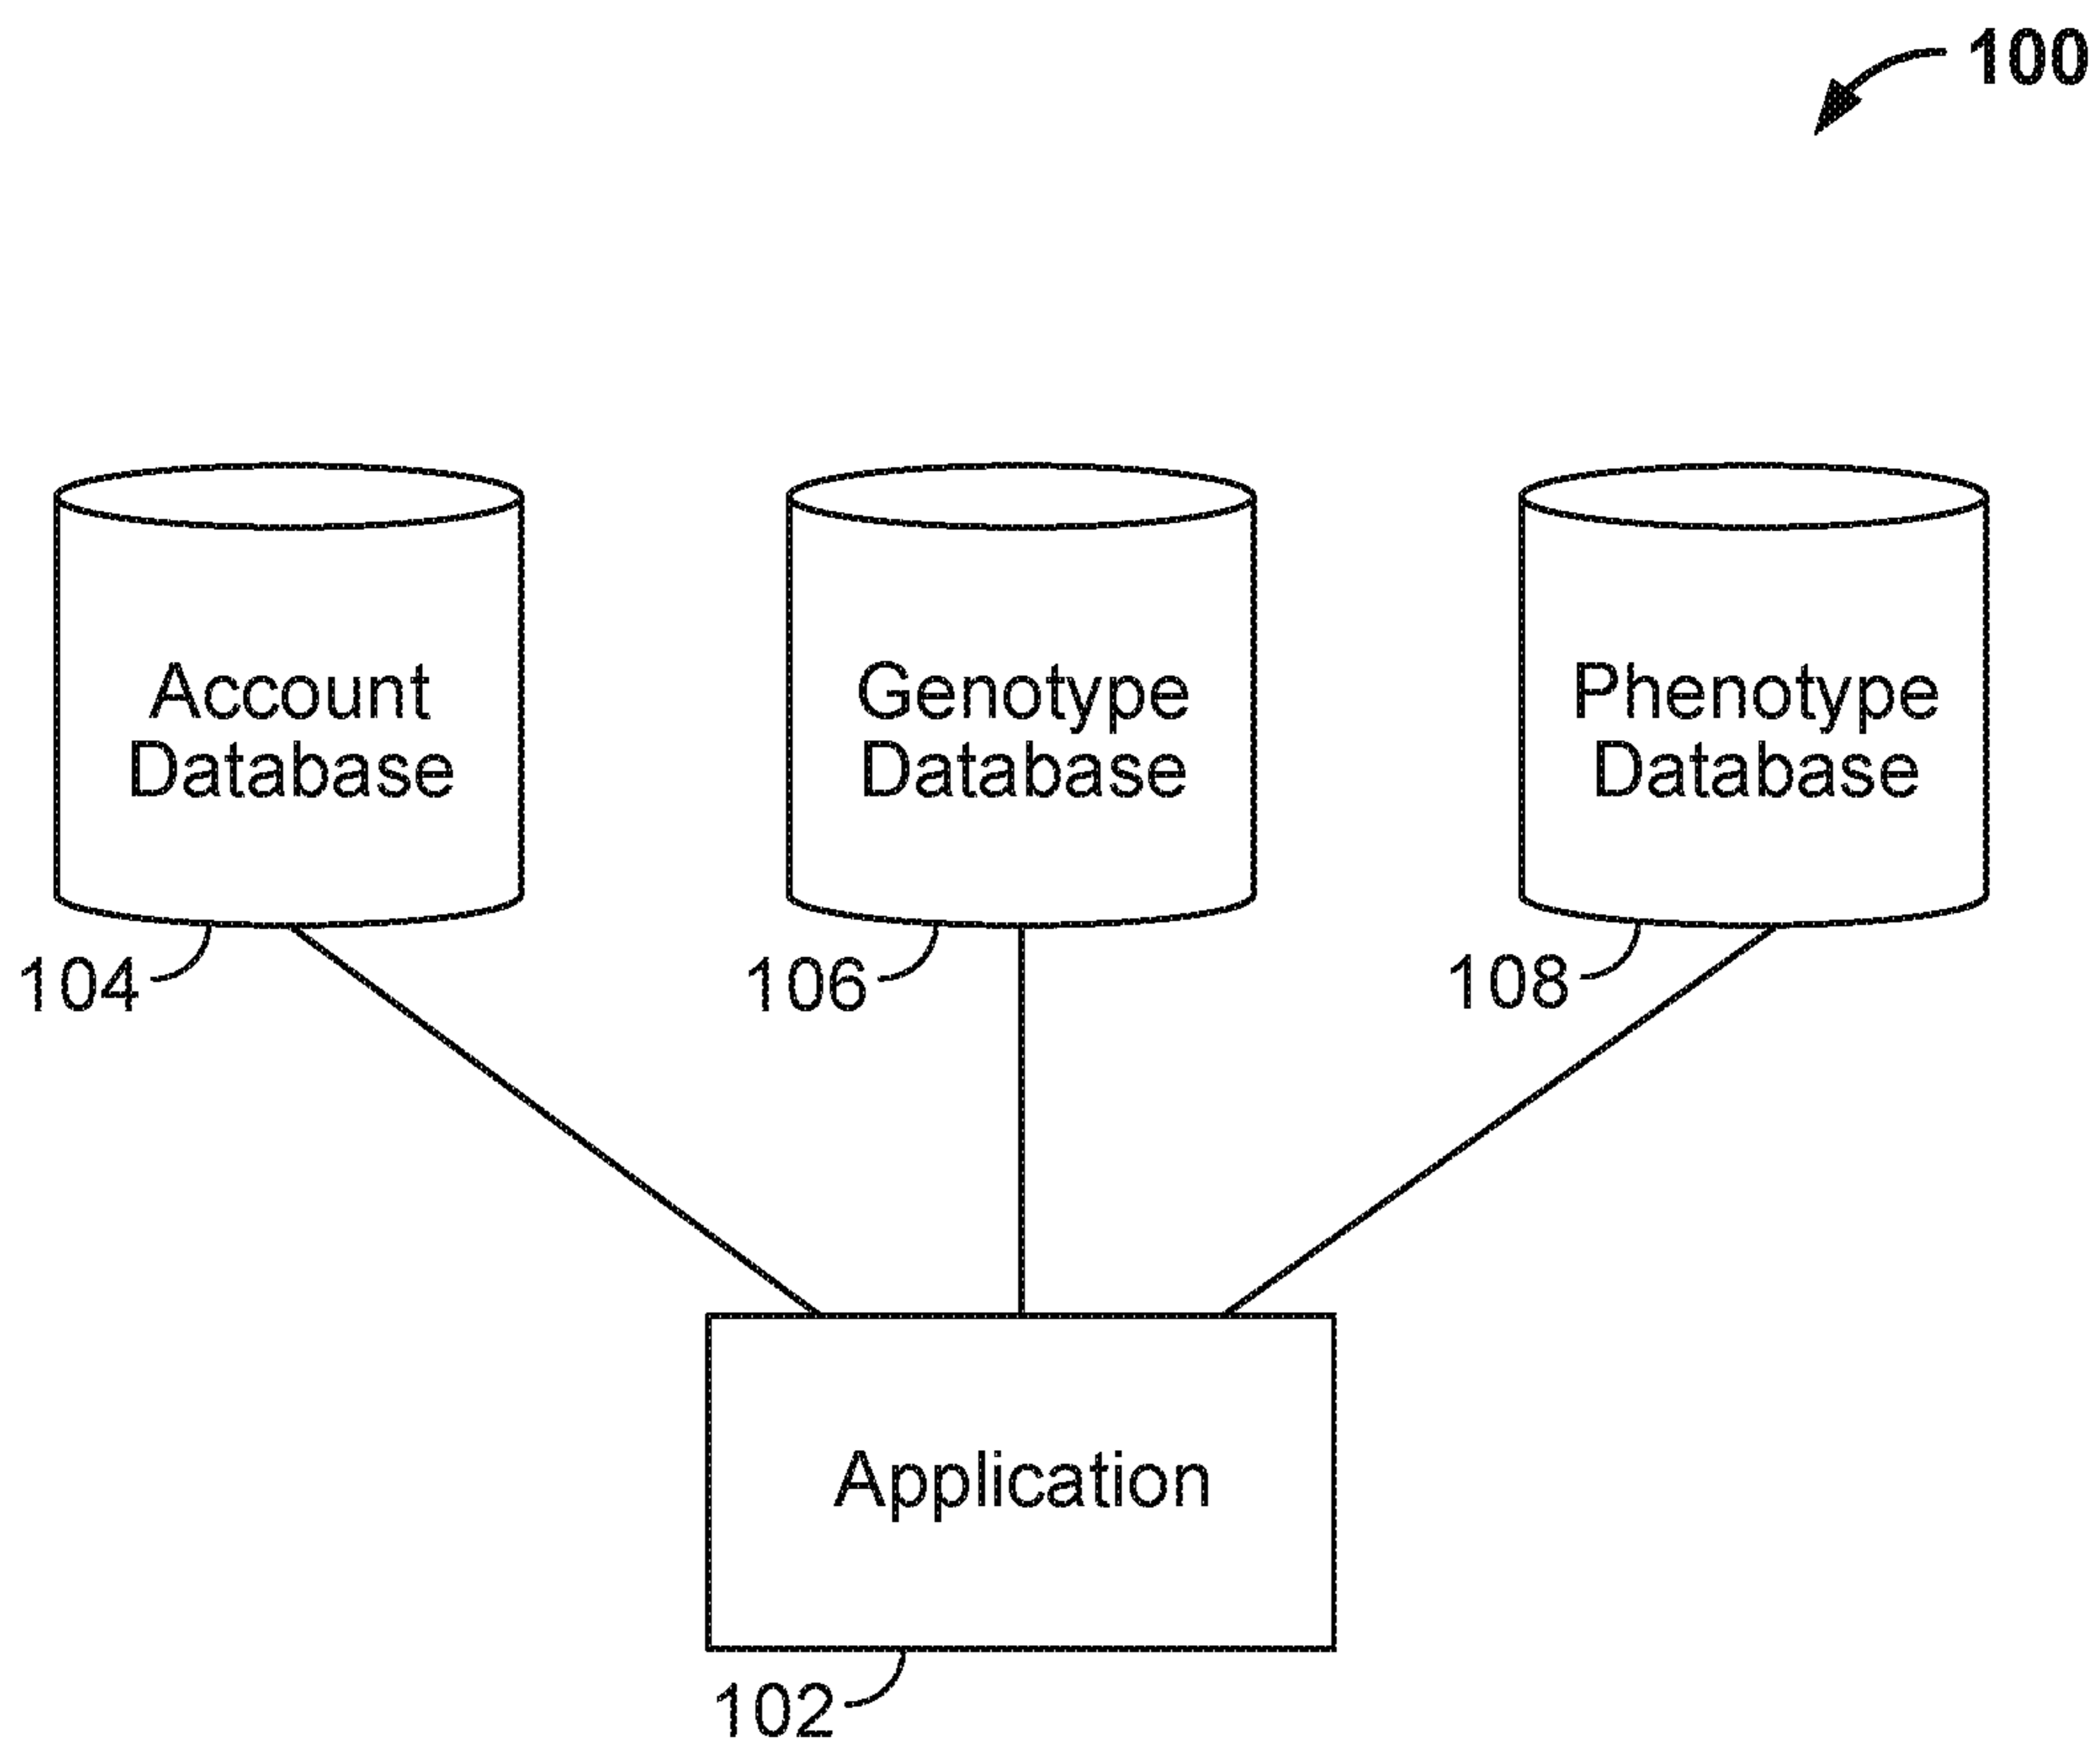 100
Account
Database
Genotype
Database
Phenotype
Database
104
106
108
Application
102